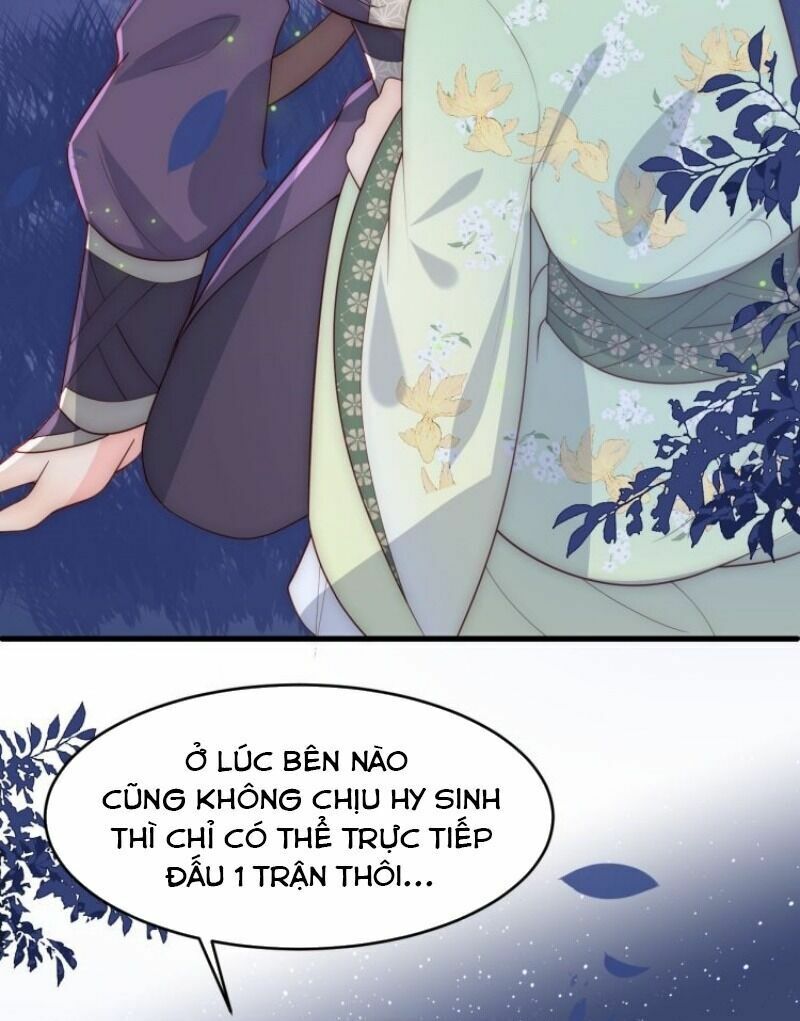 Ở LÚC BÊN NÀO
CŨNG KHÔNG CHỊU HY SINH
THÌ CHỈ CÓ THỂ TRỰC TIẾP
ĐẤU 1 TRẬN THÔI...